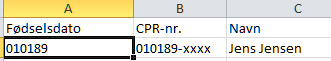 A B C
Fødselsdato CPR-nr. Navn
010189 010189-xxxx Jens Jensen